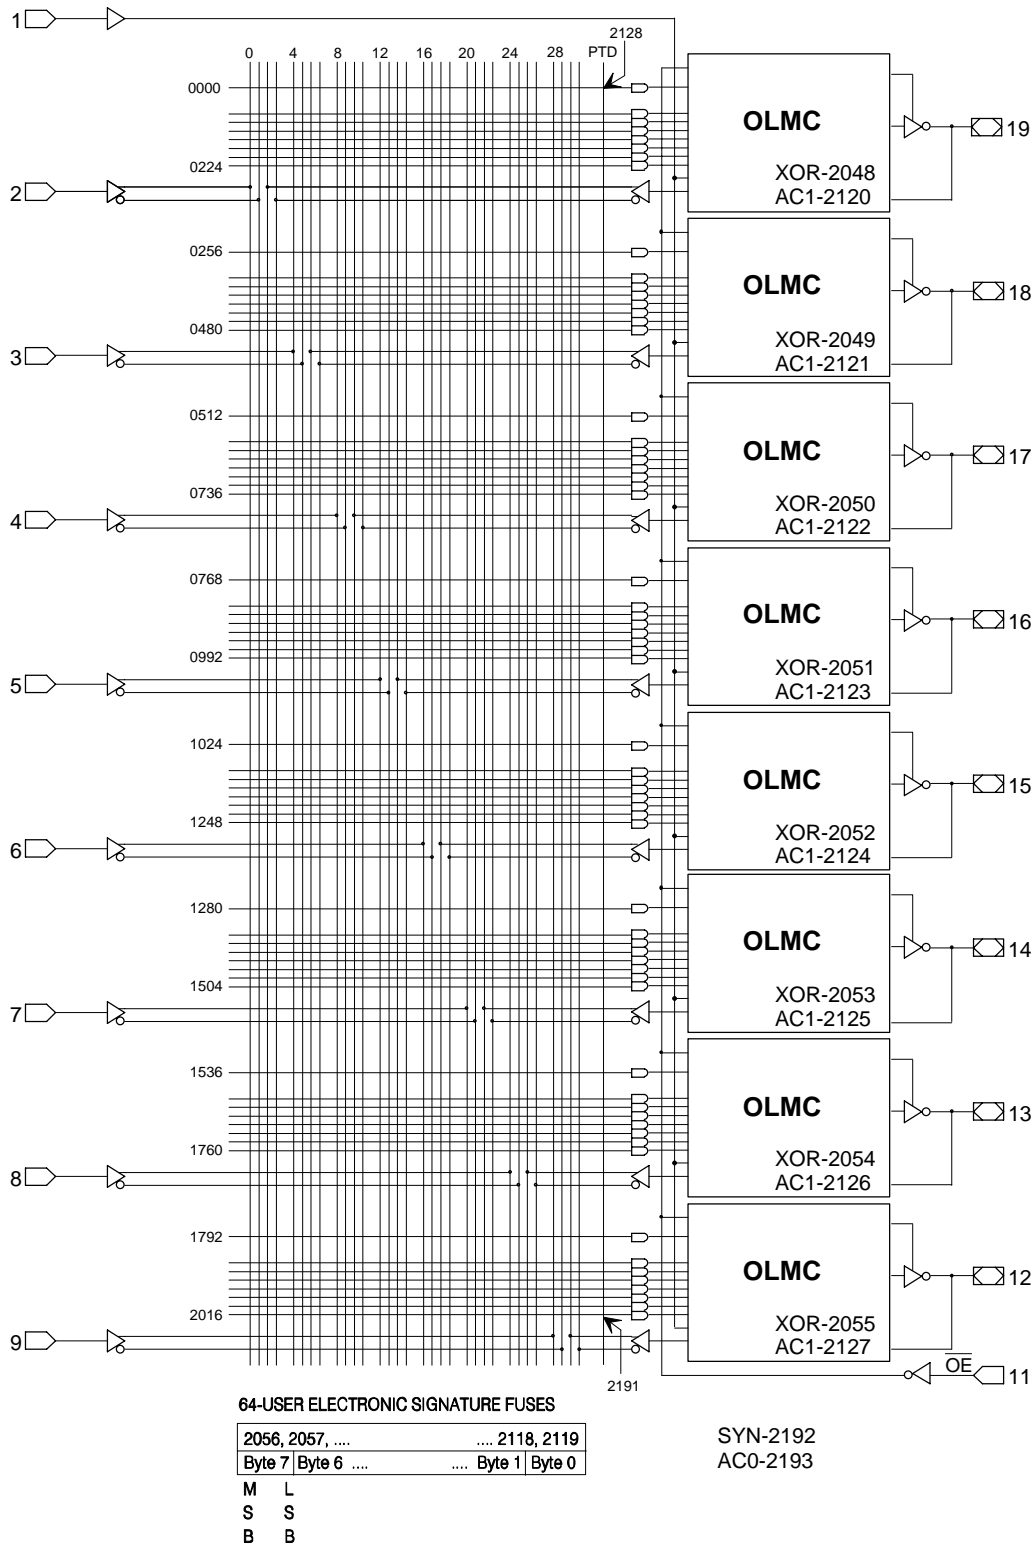 1
2128
0 4 8 12 16 20 24 28 PTD
0000
OLMC
19
0224
XOR-2048
AC1-2120
2
0256
OLMC
18
0480
XOR-2049
AC1-2121
3
0512
OLMC
17
0736
XOR-2050
AC1-2122
4
0768
OLMC
16
0992
XOR-2051
AC1-2123
5
1024
OLMC
15
1248
XOR-2052
AC1-2124
6
1280
OLMC
14
1504
XOR-2053
AC1-2125
7
1536
OLMC
13
1760
XOR-2054
AC1-2126
8
1792
OLMC
12
2016
XOR-2055
AC1-2127
9
OE
11
2191
64-USER ELECTRONIC SIGNATURE FUSES
2056, 2057, .... .... 2118, 2119
Byte 7 Byte 6 .... .... Byte 1 Byte 0
M L
S S
B B
SYN-2192
AC0-2193